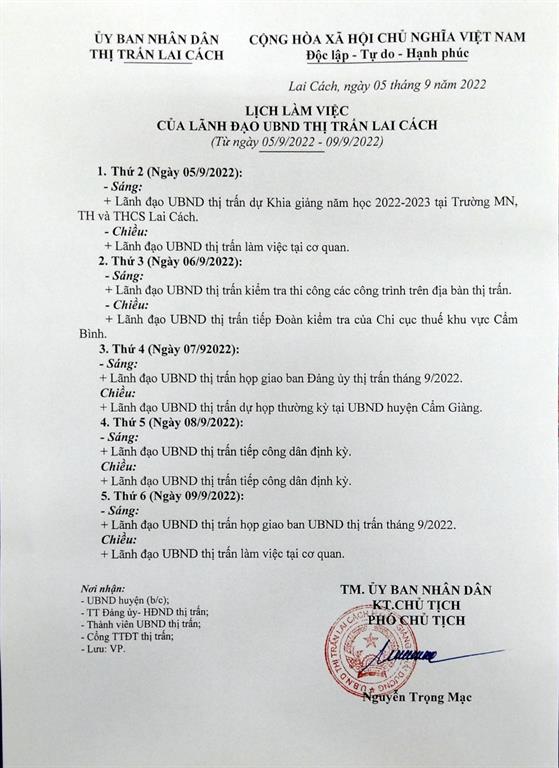 ỦY BAN NHÂN DÂN
THỊ TRẤN LAI CÁCH
CỘNG HÒA XÃ HỘI CHỦ NGHĨA VIỆT NAM
Độc lập - Tự do - Hạnh phúc
Lai Cách, ngày 05 tháng 9 năm 2022
LỊCH LÀM VIỆC
CỦA LÃNH ĐẠO UBND THỊ TRẤN LAI CÁCH
(Từ ngày 05/9/2022 - 09/9/2022)
1. Thứ 2 (Ngày 05/9/2022):
- Sáng:
+ Lãnh đạo UBND thị trấn dự Khia giảng năm học 2022-2023 tại Trường MN,
TH và THCS Lai Cách.
- Chiều:
+ Lãnh đạo UBND thị trấn làm việc tại cơ quan.
2. Thứ 3 (Ngày 06/9/2022):
- Sáng:
+ Lãnh đạo UBND thị trấn kiểm tra thi công các công trình trên địa bàn thị trấn.
- Chiều:
+ Lãnh đạo UBND thị trấn tiếp Đoàn kiểm tra của Chi cục thuế khu vực Cẩm
Bình.
3. Thứ 4 (Ngày 07/92022):
- Sáng:
+ Lãnh đạo UBND thị trấn họp giao ban Đảng ủy thị trấn tháng 9/2022.
Chiều:
+ Lãnh đạo UBND thị trấn dự họp thường kỳ tại UBND huyện Cẩm Giàng.
4. Thứ 5 (Ngày 08/9/2022):
- Sáng:
+ Lãnh đạo UBND thị trấn tiếp công dân định kỳ.
Chiều:
+ Lãnh đạo UBND thị trấn tiếp công dân định kỳ.
5. Thứ 6 (Ngày 09/9/2022):
- Sáng:
+ Lãnh đạo UBND thị trấn họp giao ban UBND thị trấn tháng 9/2022.
Chiều:
+ Lãnh đạo UBND thị trấn làm việc tại cơ quan.
Nơi nhận:
- UBND huyện (b/c);
- TT Đảng ủy- HĐND thị trấn;
- Thành viên UBND thị trấn;
- Cổng TTĐT thị trấn;
- Lưu: VP.
TM. ỦY BAN NHÂN DÂN
KT.CHỦ TỊCH
PHÓ CHỦ TỊCH
U.B.N.D THỊ TRẤN LAI CÁCH
Nguyễn Trọng Mạc